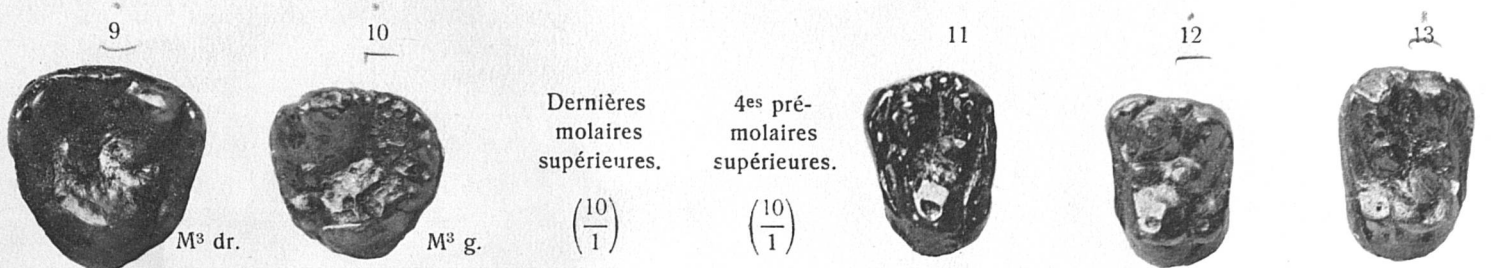 9 10 11 12 13
Dernières
molaires
supérieures.
(10/1)
4es pré-
molaires
supérieures.
(10/1)
M³ dr.
M³ g.